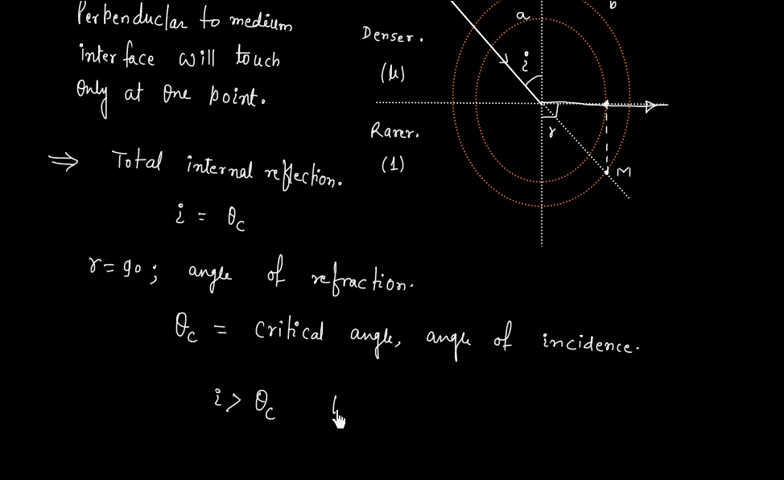 Perpenduclar to medium
interface will touch
Only at one point.
a
b
Denser.
(μ)
i
Rarer.
(1)
r
M
⇒ Total internal reflection.
i = θc
r = 90 ; angle of refraction.
θc = critical angle, angle of incidence.
i > θc